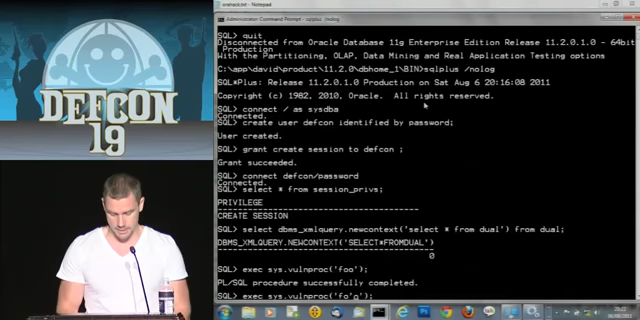 DEFCON
19
oratrack.txt - Notepad
Administrator: Command Prompt - sqlplus /nolog
SQL> quit
Disconnected from Oracle Database 11g Enterprise Edition Release 11.2.0.1.0 - 64bit
Production
With the Partitioning, OLAP, Data Mining and Real Application Testing options
C:\app\david\product\11.2.0\dbhome_1\BIN>sqlplus /nolog
SQL*Plus: Release 11.2.0.1.0 Production on Sat Aug 6 20:16:08 2011
Copyright (c) 1982, 2010, Oracle. All rights reserved.
SQL> connect / as sysdba
Connected.
SQL> create user defcon identified by password;
User created.
SQL> grant create session to defcon ;
Grant succeeded.
SQL> connect defcon/password
Connected.
SQL> select * from session_privs;
PRIVILEGE
----------------------------------------
CREATE SESSION
SQL> select dbms_xmlquery.newcontext('select * from dual') from dual;
DBMS_XMLQUERY.NEWCONTEXT('SELECT*FROMDUAL')
-------------------------------------------
0
SQL> exec sys.vulnproc('foo');
PL/SQL procedure successfully completed.
SQL> exec sys.vulnproc('fo'o');